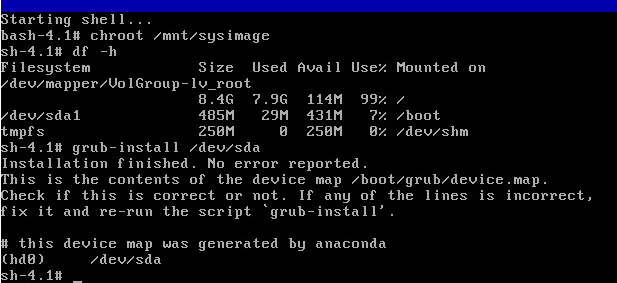 Starting shell...
bash-4.1# chroot /mnt/sysimage
sh-4.1# df -h
Filesystem            Size  Used Avail Use% Mounted on
/dev/mapper/VolGroup-lv_root
                      8.4G  7.9G  114M  99% /
/dev/sda1             485M   29M  431M   7% /boot
tmpfs                 250M     0  250M   0% /dev/shm
sh-4.1# grub-install /dev/sda
Installation finished. No error reported.
This is the contents of the device map /boot/grub/device.map.
Check if this is correct or not. If any of the lines is incorrect,
fix it and re-run the script `grub-install'.

# this device map was generated by anaconda
(hd0)     /dev/sda
sh-4.1# _